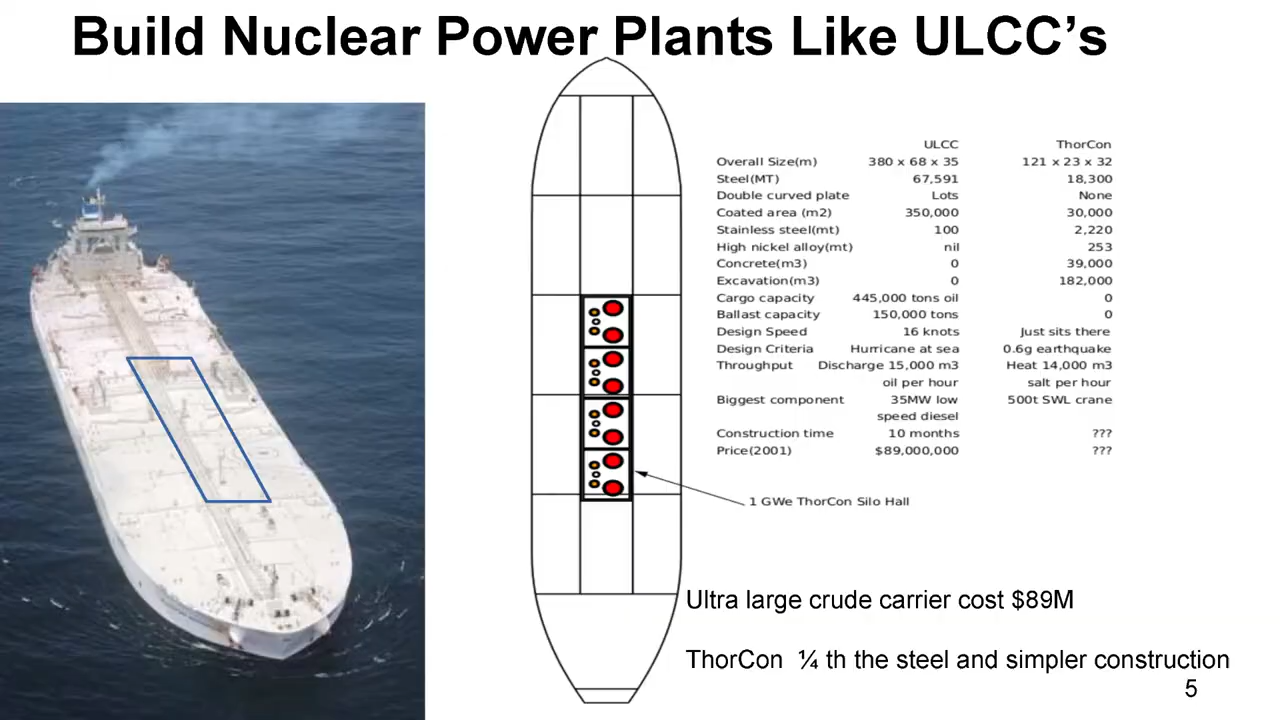 Build Nuclear Power Plants Like ULCC's
ULCC ThorCon
Overall Size(m) 380 x 68 x 35 121 x 23 x 32
Steel(MT) 67,591 18,300
Double curved plate Lots None
Coated area (m2) 350,000 30,000
Stainless steel(mt) 100 2,220
High nickel alloy(mt) nil 253
Concrete(m3) 0 39,000
Excavation(m3) 0 182,000
Cargo capacity 445,000 tons oil 0
Ballast capacity 150,000 tons 0
Design Speed 16 knots Just sits there
Design Criteria Hurricane at sea 0.6g earthquake
Throughput Discharge 15,000 m3 Heat 14,000 m3
oil per hour salt per hour
Biggest component 35MW low 500t SWL crane
speed diesel
Construction time 10 months ???
Price(2001) $89,000,000 ???
1 GWe ThorCon Silo Hall
Ultra large crude carrier cost $89M
ThorCon ¼ th the steel and simpler construction
5